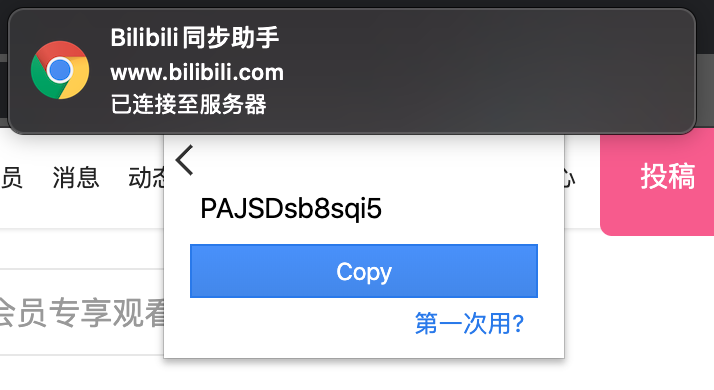 Bilibili同步助手
www.bilibili.com
已连接至服务器
员 消息 动态 心 投稿
PAJSDsb8sqi5
Copy
会员专享观看
第一次用?